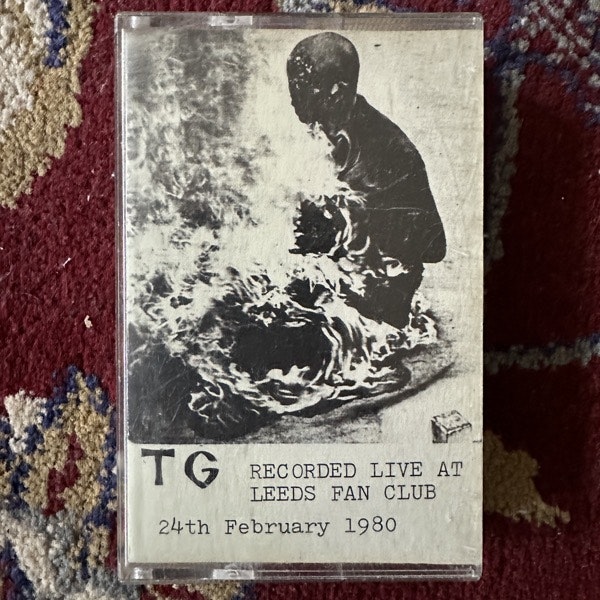 TG RECORDED LIVE AT
LEEDS FAN CLUB
24th February 1980